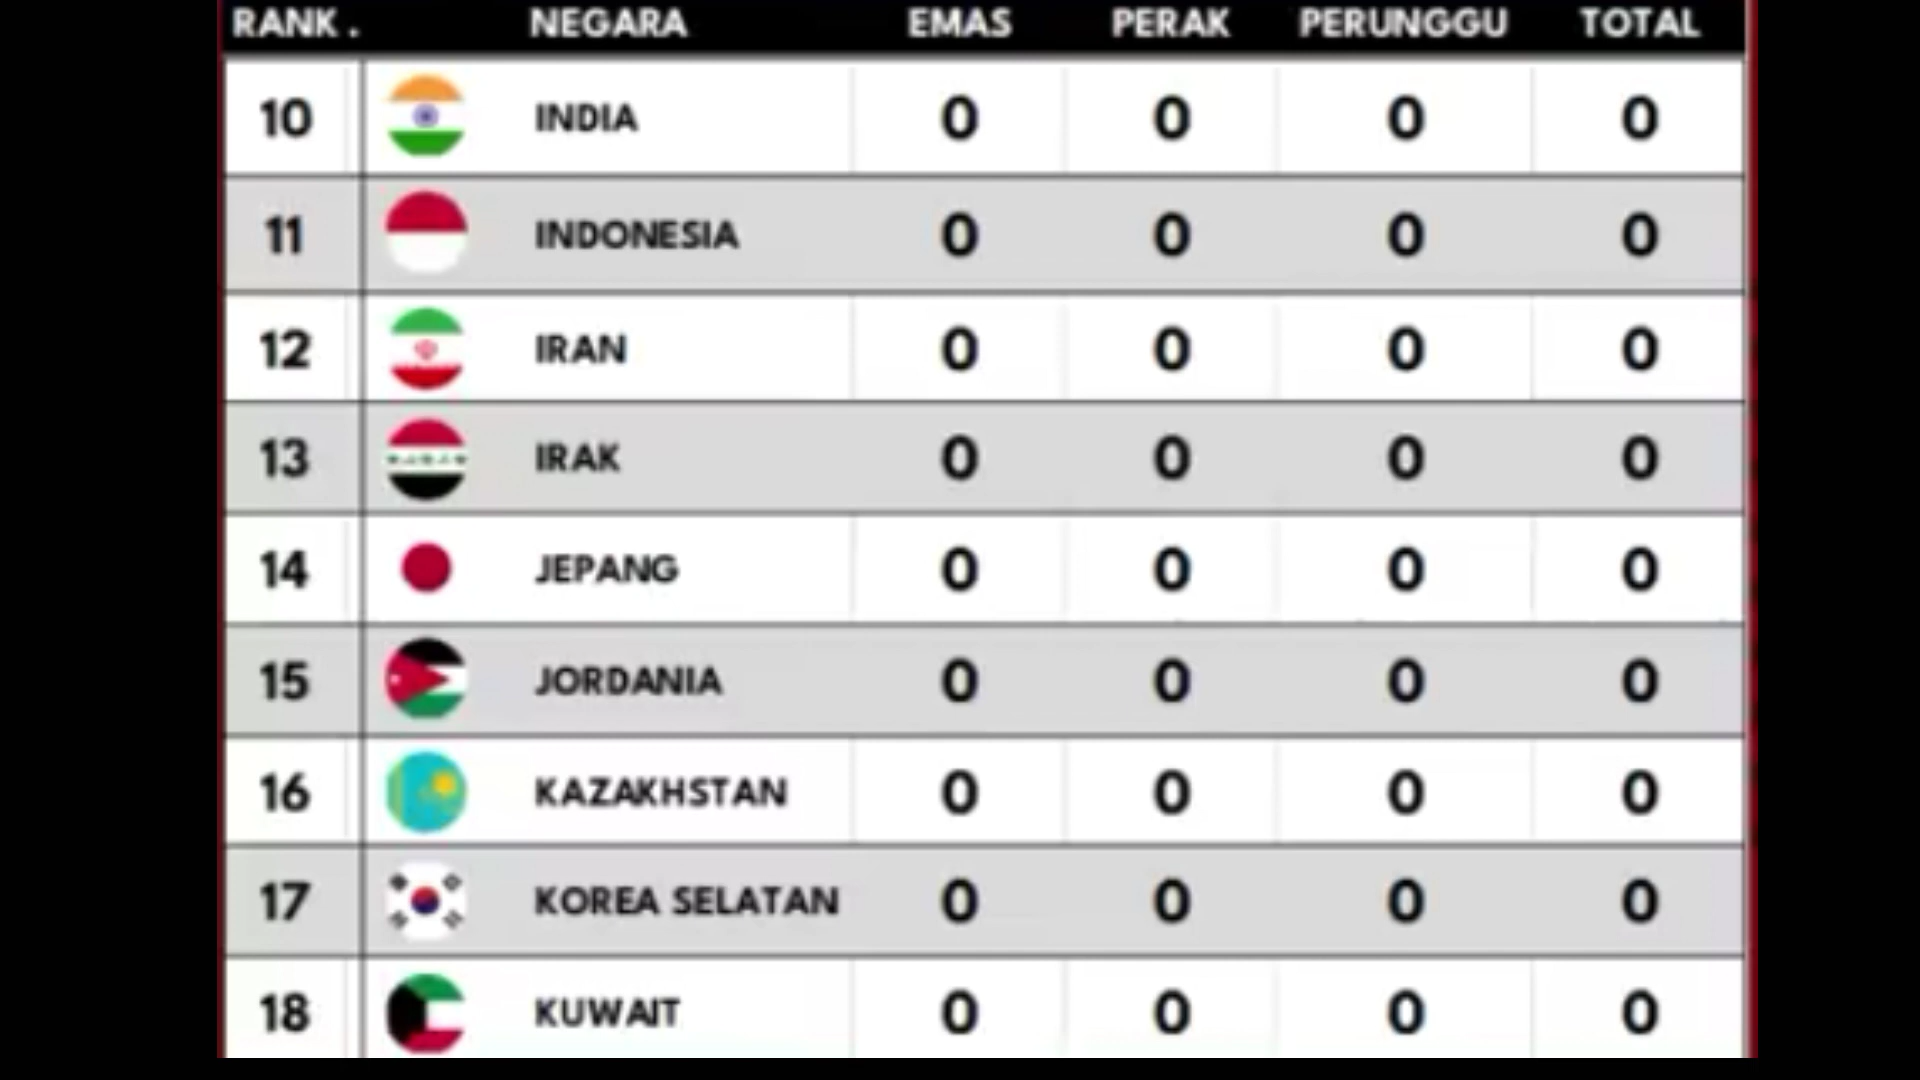 RANK. NEGARA EMAS PERAK PERUNGGU TOTAL
10 INDIA 0 0 0 0
11 INDONESIA 0 0 0 0
12 IRAN 0 0 0 0
13 IRAK 0 0 0 0
14 JEPANG 0 0 0 0
15 JORDANIA 0 0 0 0
16 KAZAKHSTAN 0 0 0 0
17 KOREA SELATAN 0 0 0 0
18 KUWAIT 0 0 0 0